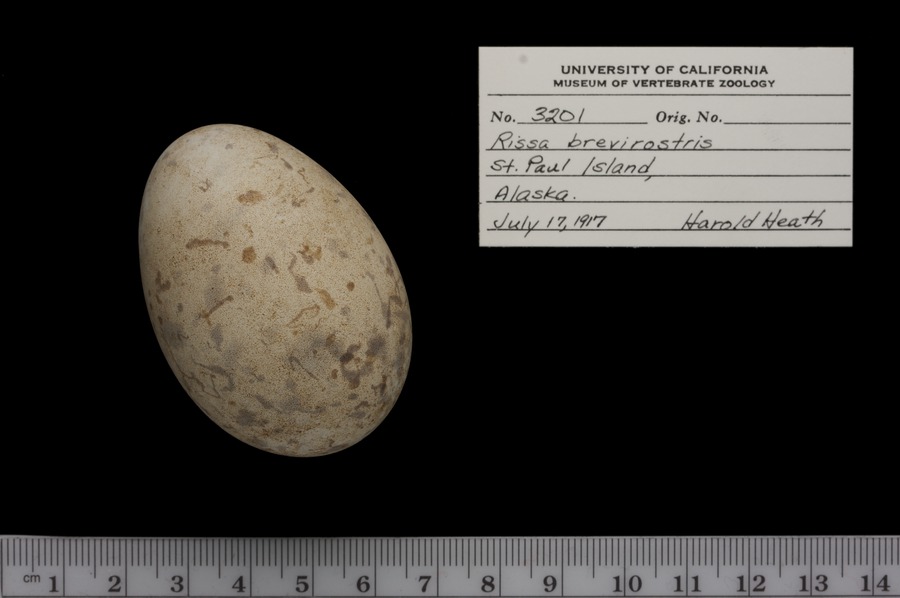 UNIVERSITY OF CALIFORNIA
MUSEUM OF VERTEBRATE ZOOLOGY
No. 3201 Orig. No.
Rissa brevirostris
St. Paul Island,
Alaska.
July 17, 1917 Harold Heath
cm 1 2 3 4 5 6 7 8 9 10 11 12 13 14